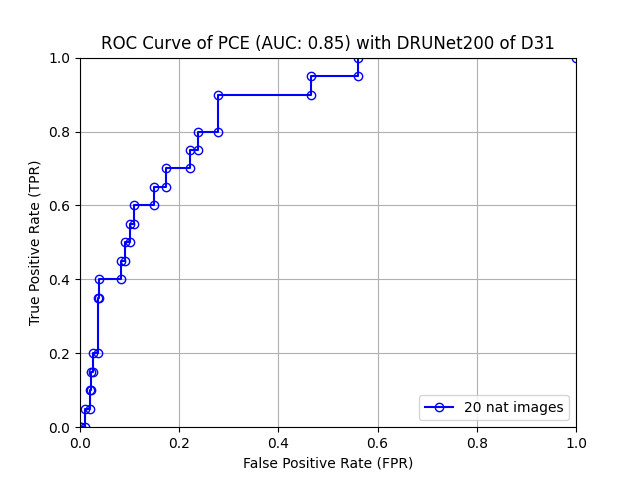 ROC Curve of PCE (AUC: 0.85) with DRUNet200 of D31
1.0
0.8
0.6
0.4
0.2
0.0
True Positive Rate (TPR)
20 nat images
0.0 0.2 0.4 0.6 0.8 1.0
False Positive Rate (FPR)